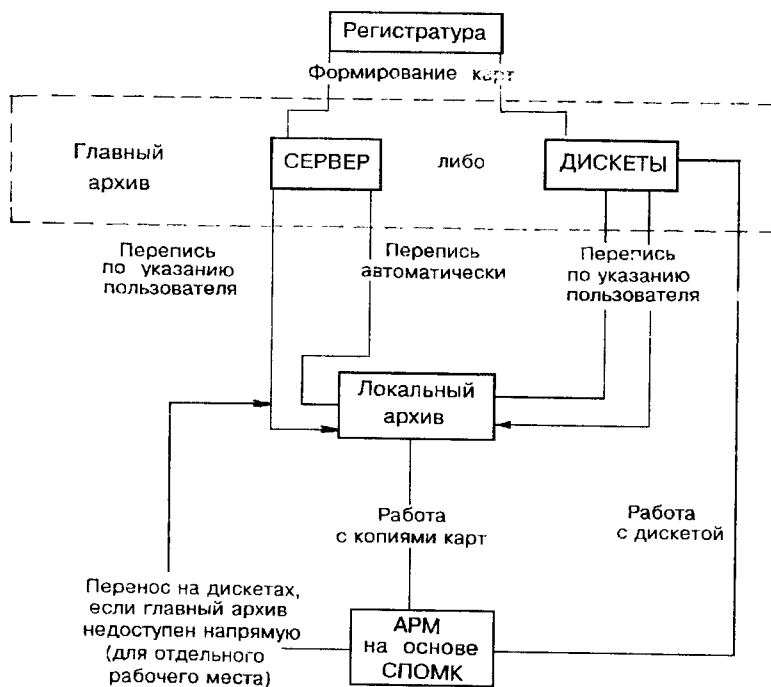 Регистратура
Формирование карт
Главный
архив
СЕРВЕР
либо
ДИСКЕТЫ
Перепись
по указанию
пользователя
Перепись
автоматически
Перепись
по указанию
пользователя
Локальный
архив
Работа
с копиями карт
Работа
с дискетой
Перенос на дискетах,
если главный архив
недоступен напрямую
(для отдельного
рабочего места)
АРМ
на основе
СПОМК